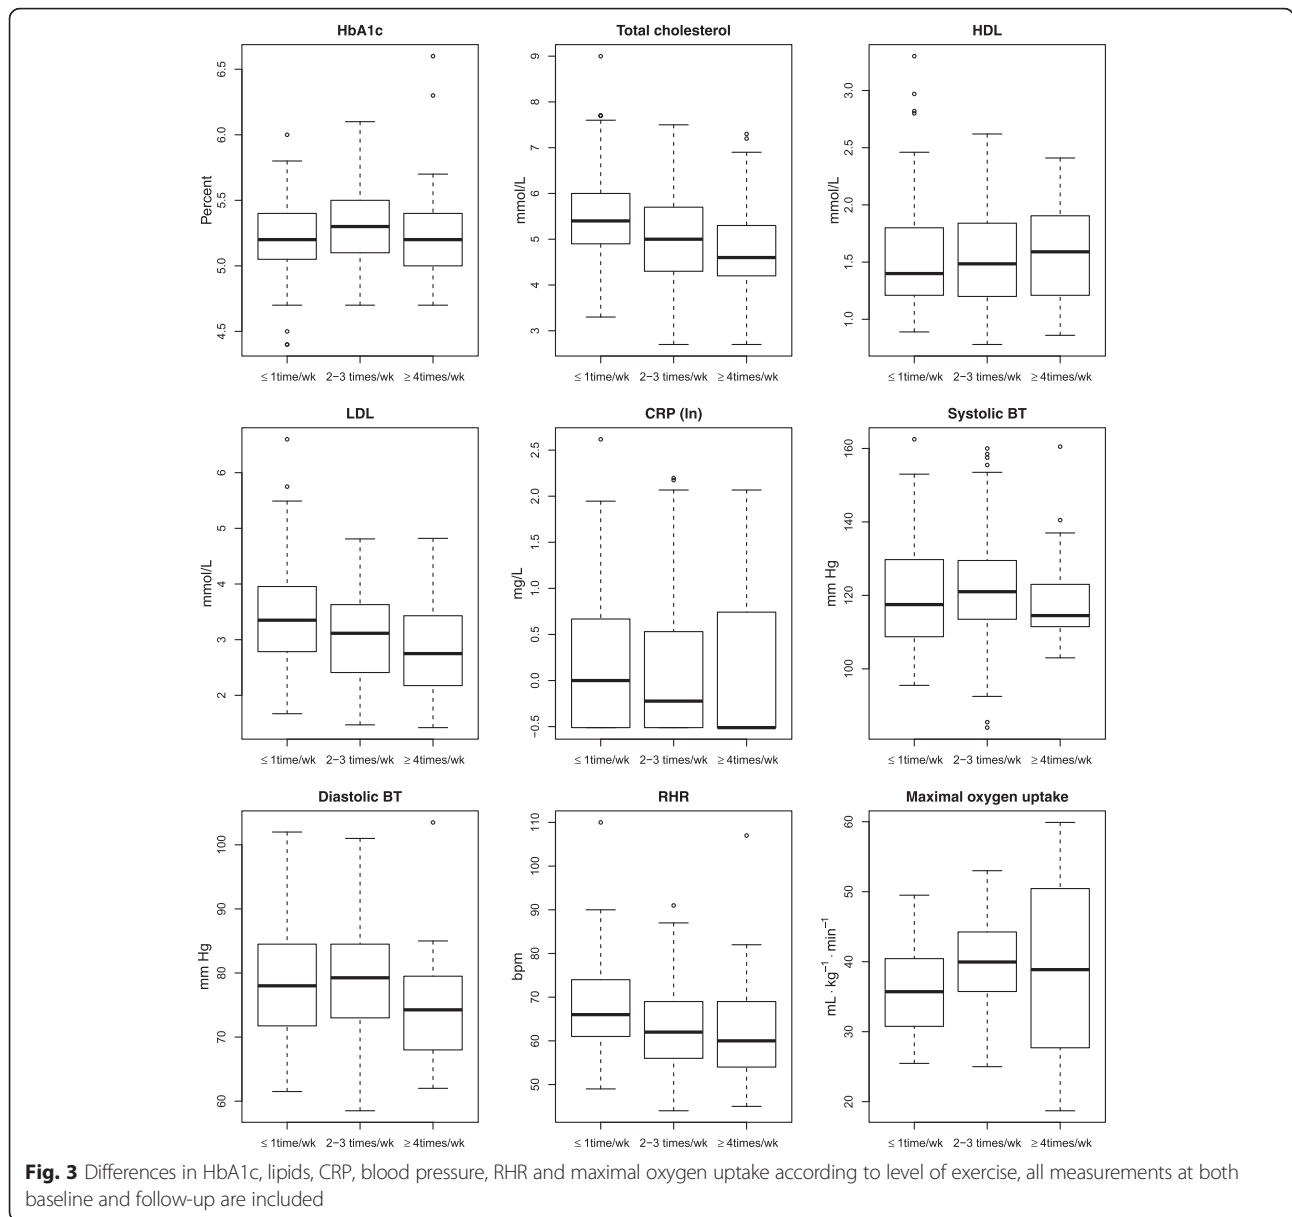 HbA1c
Percent
4.5 5.0 5.5 6.0 6.5
≤ 1time/wk 2−3 times/wk ≥ 4times/wk
Total cholesterol
mmol/L
3 4 5 6 7 8 9
≤ 1time/wk 2−3 times/wk ≥ 4times/wk
HDL
mmol/L
1.0 1.5 2.0 2.5 3.0
≤ 1time/wk 2−3 times/wk ≥ 4times/wk
LDL
mmol/L
2 3 4 5 6
≤ 1time/wk 2−3 times/wk ≥ 4times/wk
CRP (ln)
mg/L
−0.5 0.0 0.5 1.0 1.5 2.0 2.5
≤ 1time/wk 2−3 times/wk ≥ 4times/wk
Systolic BT
mm Hg
100 120 140 160
≤ 1time/wk 2−3 times/wk ≥ 4times/wk
Diastolic BT
mm Hg
60 70 80 90 100
≤ 1time/wk 2−3 times/wk ≥ 4times/wk
RHR
bpm
50 60 70 80 90 100 110
≤ 1time/wk 2−3 times/wk ≥ 4times/wk
Maximal oxygen uptake
mL · kg⁻¹ · min⁻¹
20 30 40 50 60
≤ 1time/wk 2−3 times/wk ≥ 4times/wk
Fig. 3 Differences in HbA1c, lipids, CRP, blood pressure, RHR and maximal oxygen uptake according to level of exercise, all measurements at both
baseline and follow-up are included